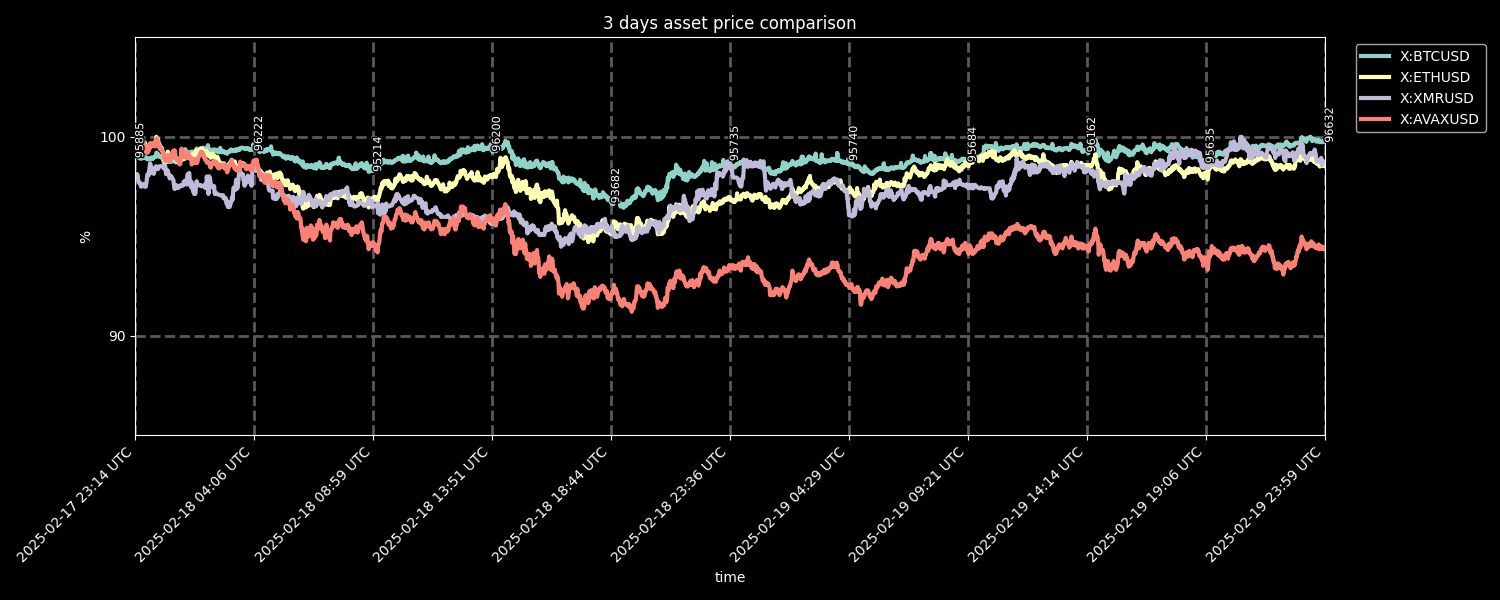 3 days asset price comparison
X:BTCUSD
X:ETHUSD
X:XMRUSD
X:AVAXUSD
%
100
90
95885
96222
95214
96200
93682
95735
95740
95684
96162
95635
96632
2025-02-17 23:14 UTC
2025-02-18 04:06 UTC
2025-02-18 08:59 UTC
2025-02-18 13:51 UTC
2025-02-18 18:44 UTC
2025-02-18 23:36 UTC
2025-02-19 04:29 UTC
2025-02-19 09:21 UTC
2025-02-19 14:14 UTC
2025-02-19 19:06 UTC
2025-02-19 23:59 UTC
time